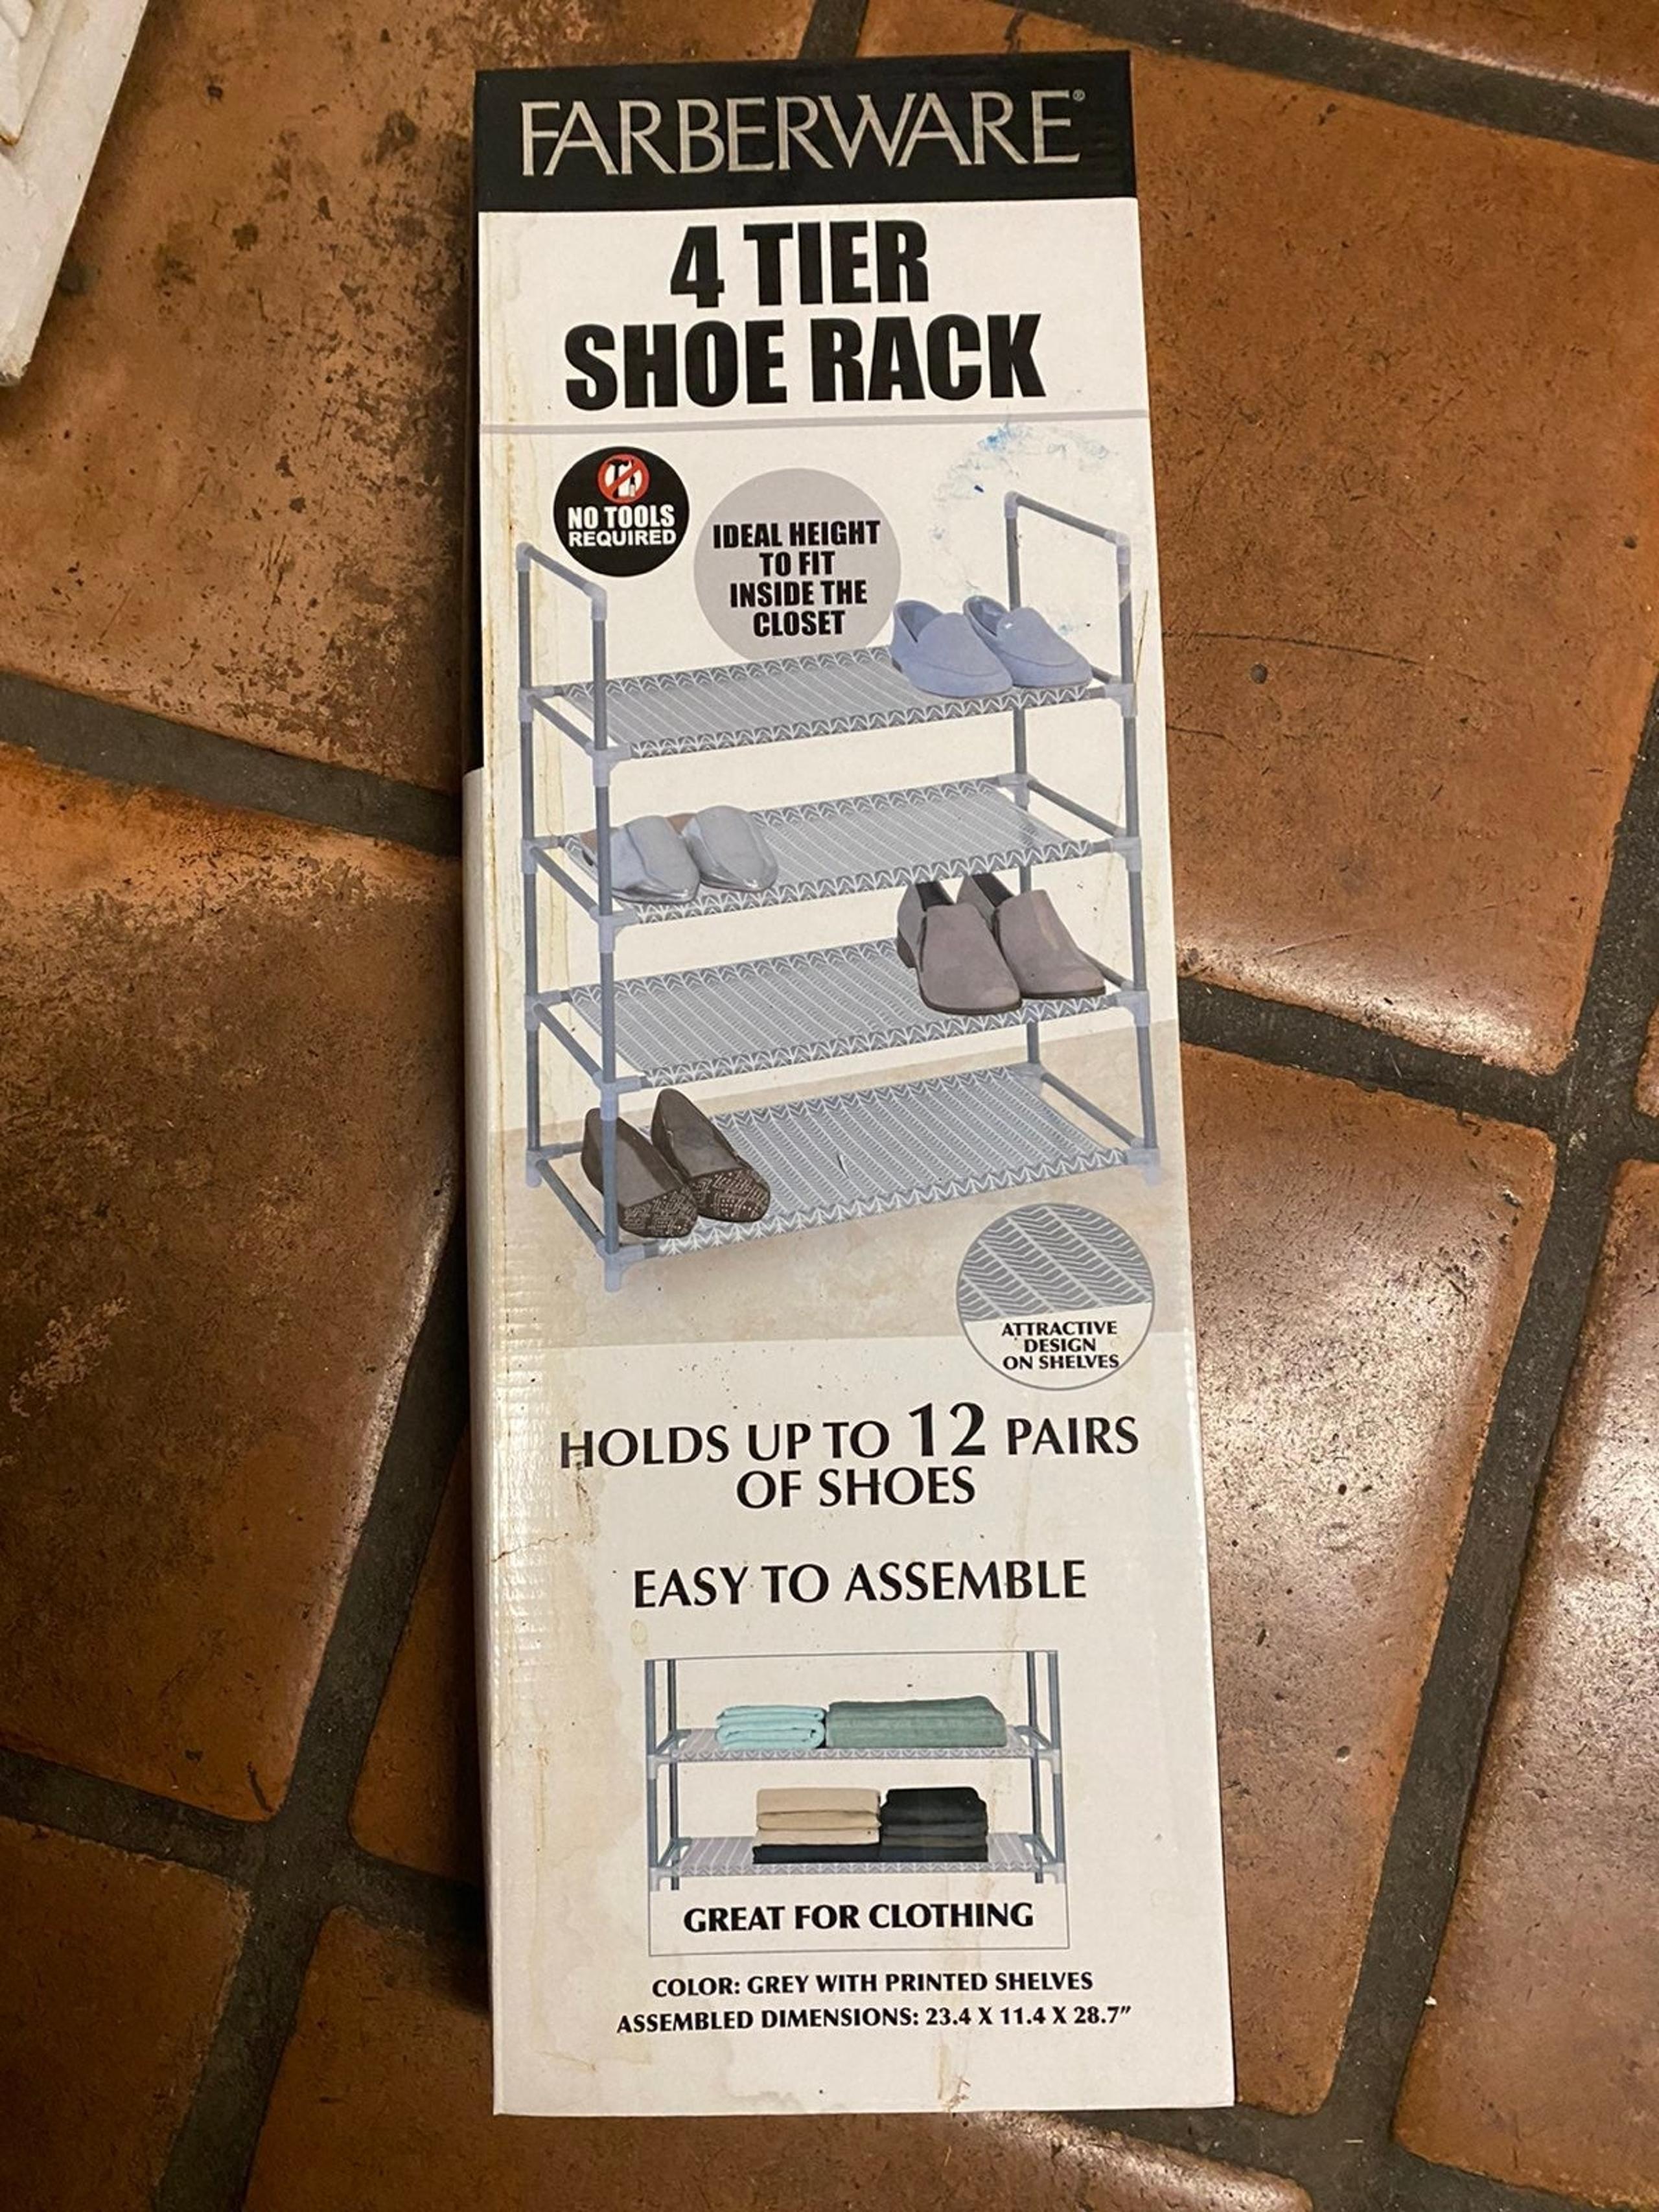 FARBERWARE®
4 TIER
SHOE RACK
NO TOOLS
REQUIRED
IDEAL HEIGHT
TO FIT
INSIDE THE
CLOSET
ATTRACTIVE
DESIGN
ON SHELVES
HOLDS UP TO 12 PAIRS
OF SHOES
EASY TO ASSEMBLE
GREAT FOR CLOTHING
COLOR: GREY WITH PRINTED SHELVES
ASSEMBLED DIMENSIONS: 23.4 X 11.4 X 28.7"